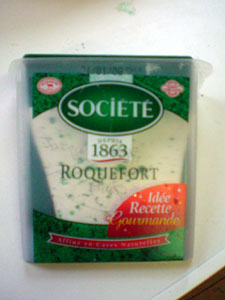 SOCIÉTÉ
DEPUIS
1863
ROQUEFORT
Idée
Recette
Gourmande
Affiné en Caves Naturelles